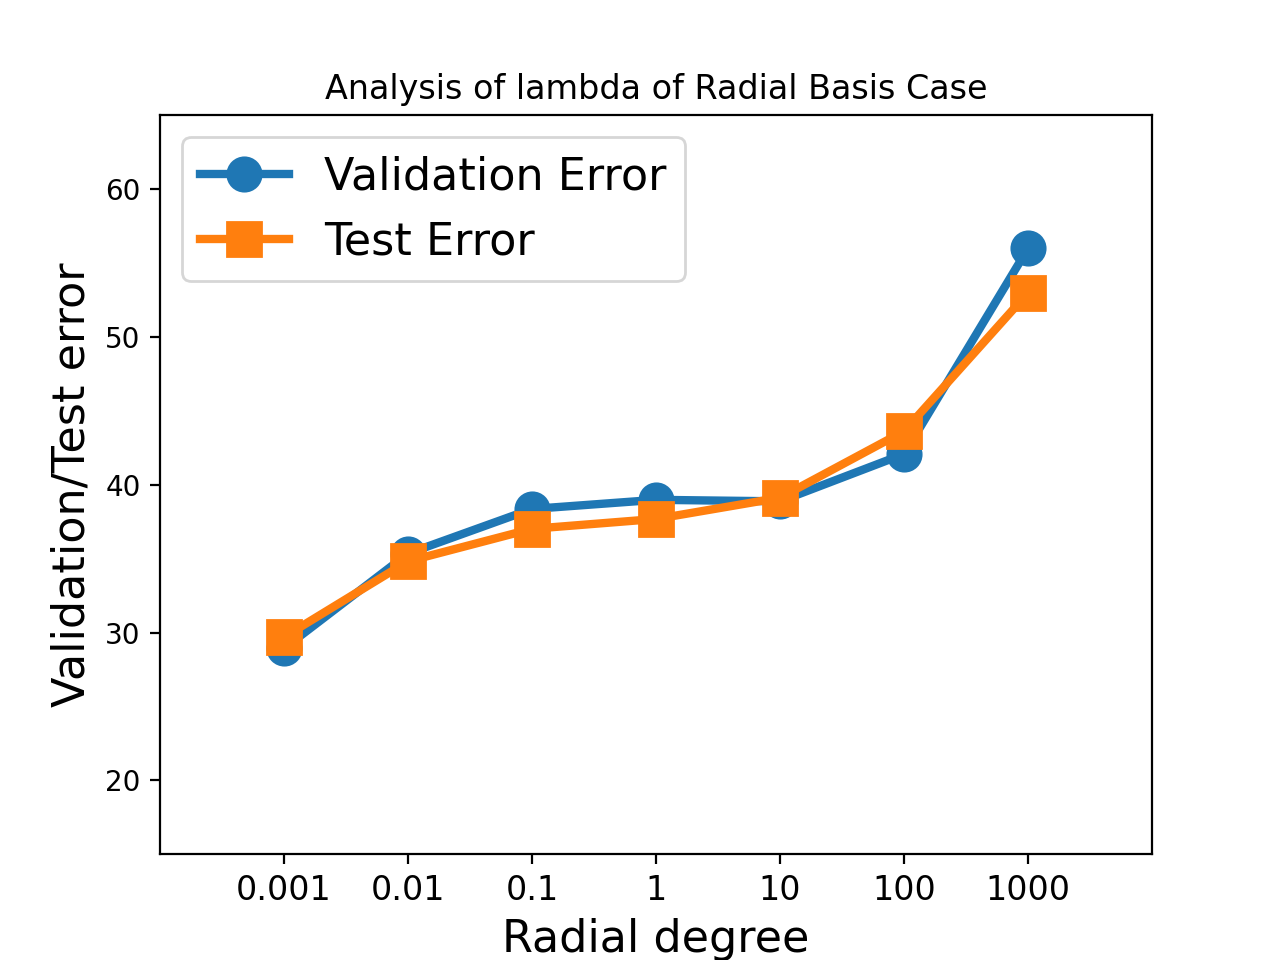 Analysis of lambda of Radial Basis Case
Validation Error
Test Error
Validation/Test error
60
50
40
30
20
0.001 0.01 0.1 1 10 100 1000
Radial degree